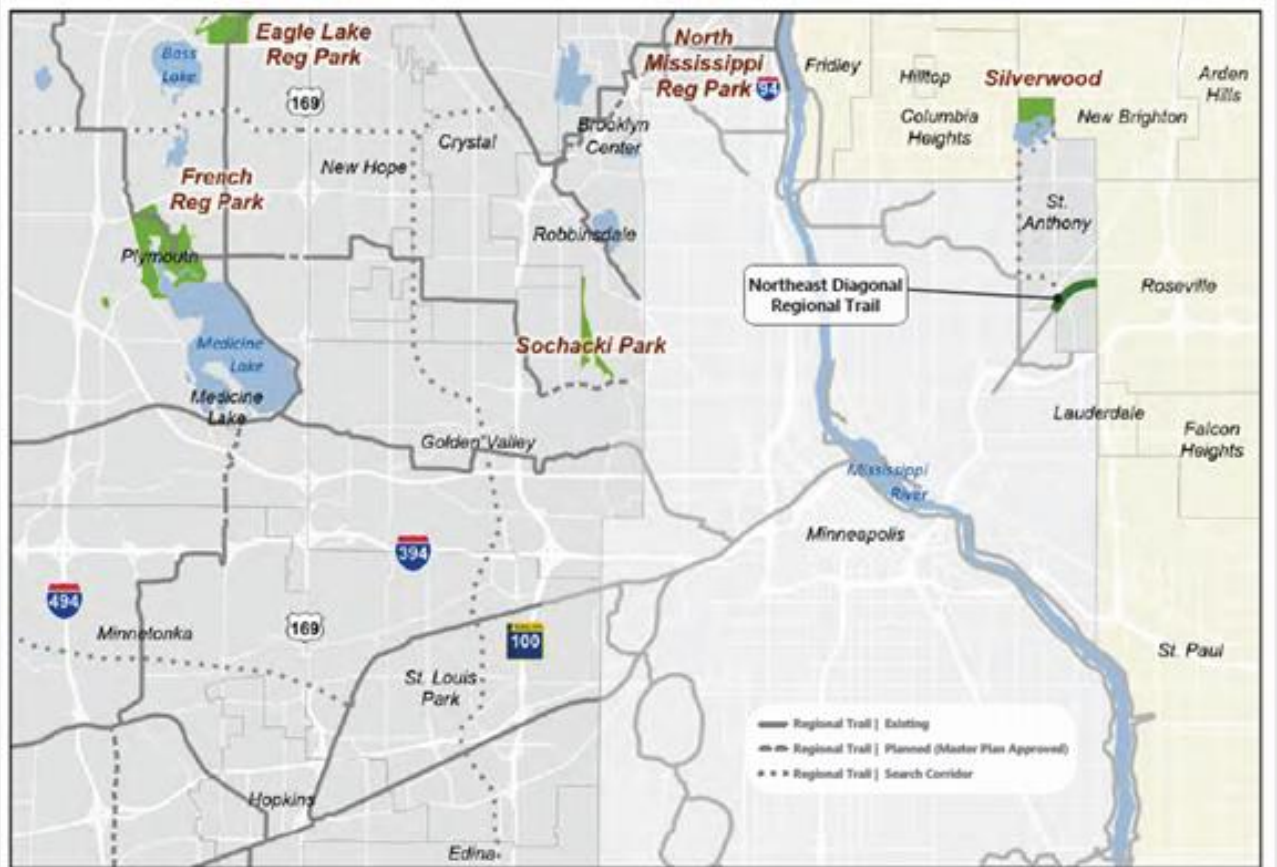 Eagle Lake
Reg Park
Bass
Lake
169
North
Mississippi
Reg Park
94
Fridley
Hilltop
Silverwood
Arden
Hills
Columbia
Heights
New Brighton
Crystal
Brooklyn
Center
New Hope
French
Reg Park
Plymouth
Robbinsdale
St.
Anthony
Northeast Diagonal
Regional Trail
Roseville
Medicine
Lake
Sochacki Park
Medicine
Lake
Lauderdale
Golden Valley
Falcon
Heights
Mississippi
River
Minneapolis
394
494
169
100
Minnetonka
St. Louis
Park
St. Paul
Regional Trail | Existing
Regional Trail | Planned (Master Plan Approved)
Regional Trail | Search Corridor
Hopkins
Edina